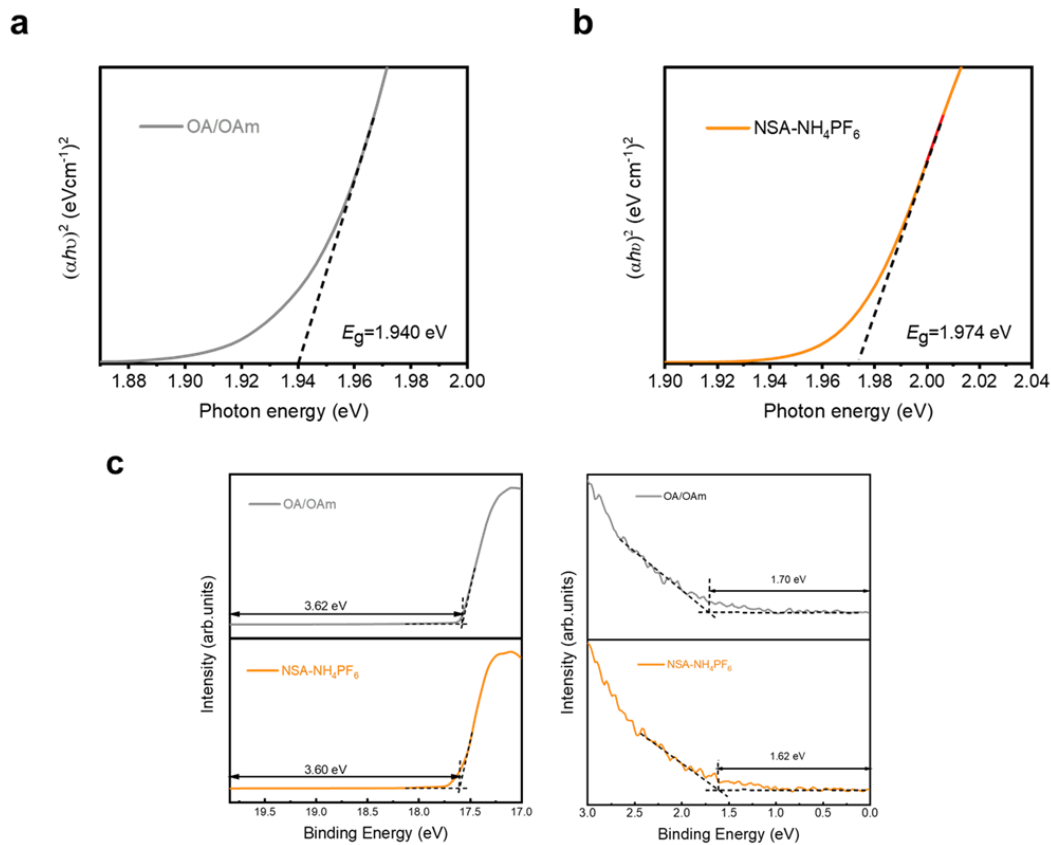 a
OA/OAm
(αhυ)² (eVcm⁻¹)²
E_g=1.940 eV
1.88 1.90 1.92 1.94 1.96 1.98 2.00
Photon energy (eV)
b
NSA-NH₄PF₆
(αhυ)² (eV cm⁻¹)²
E_g=1.974 eV
1.90 1.92 1.94 1.96 1.98 2.00 2.02 2.04
Photon energy (eV)
c
OA/OAm
3.62 eV
NSA-NH₄PF₆
3.60 eV
Intensity (arb.units)
19.5 19.0 18.5 18.0 17.5 17.0
Binding Energy (eV)
OA/OAm
1.70 eV
NSA-NH₄PF₆
1.62 eV
Intensity (arb.units)
3.0 2.5 2.0 1.5 1.0 0.5 0.0
Binding Energy (eV)